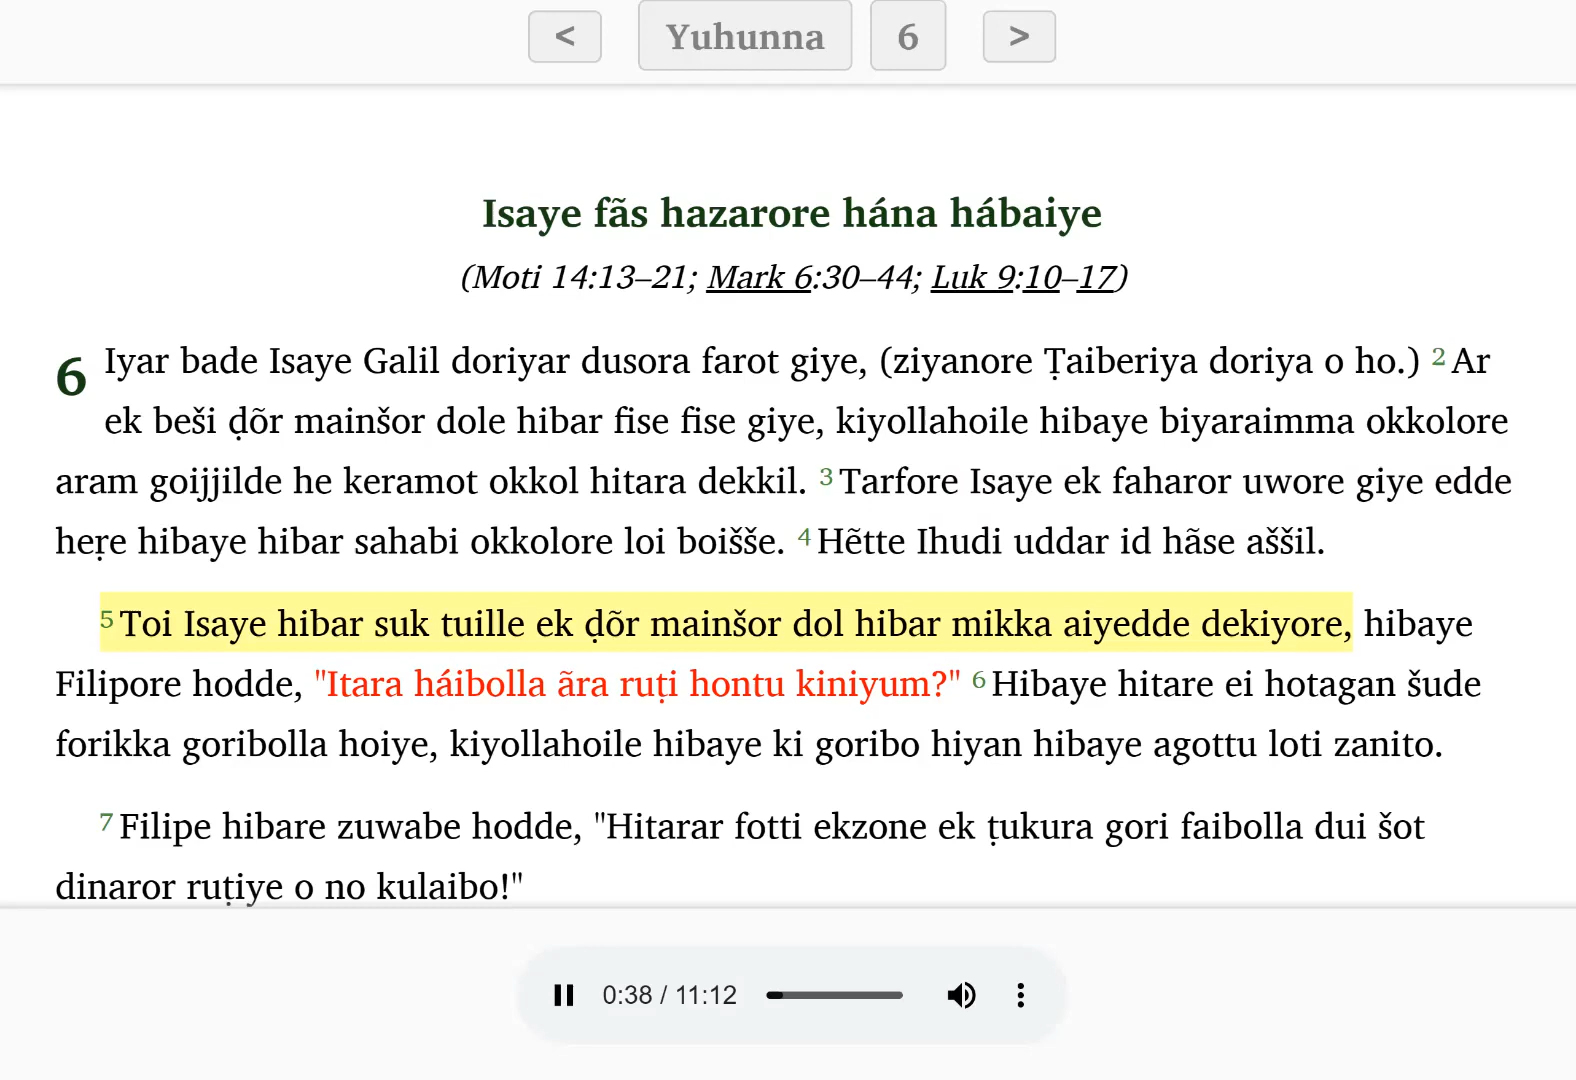 < Yuhunna 6 >
Isaye fãs hazarore hána hábaiye
(Moti 14:13–21; Mark 6:30–44; Luk 9:10–17)
6 Iyar bade Isaye Galil doriyar dusora farot giye, (ziyanore Ṭaiberiya doriya o ho.) 2 Ar
ek beši ḍõr mainšor dole hibar fise fise giye, kiyollahoile hibaye biyaraimma okkolore
aram goijjilde he keramot okkol hitara dekkil. 3 Tarfore Isaye ek faharor uwore giye edde
heṛe hibaye hibar sahabi okkolore loi boišše. 4 Hẽtte Ihudi uddar id hãse aššil.
5 Toi Isaye hibar suk tuille ek ḍõr mainšor dol hibar mikka aiyedde dekiyore, hibaye
Filipore hodde, "Itara háibolla ãra ruṭi hontu kiniyum?" 6 Hibaye hitare ei hotagan šude
forikka goribolla hoiye, kiyollahoile hibaye ki goribo hiyan hibaye agottu loti zanito.
7 Filipe hibare zuwabe hodde, "Hitarar fotti ekzone ek ṭukura gori faibolla dui šot
dinaror ruṭiye o no kulaibo!"
0:38 / 11:12